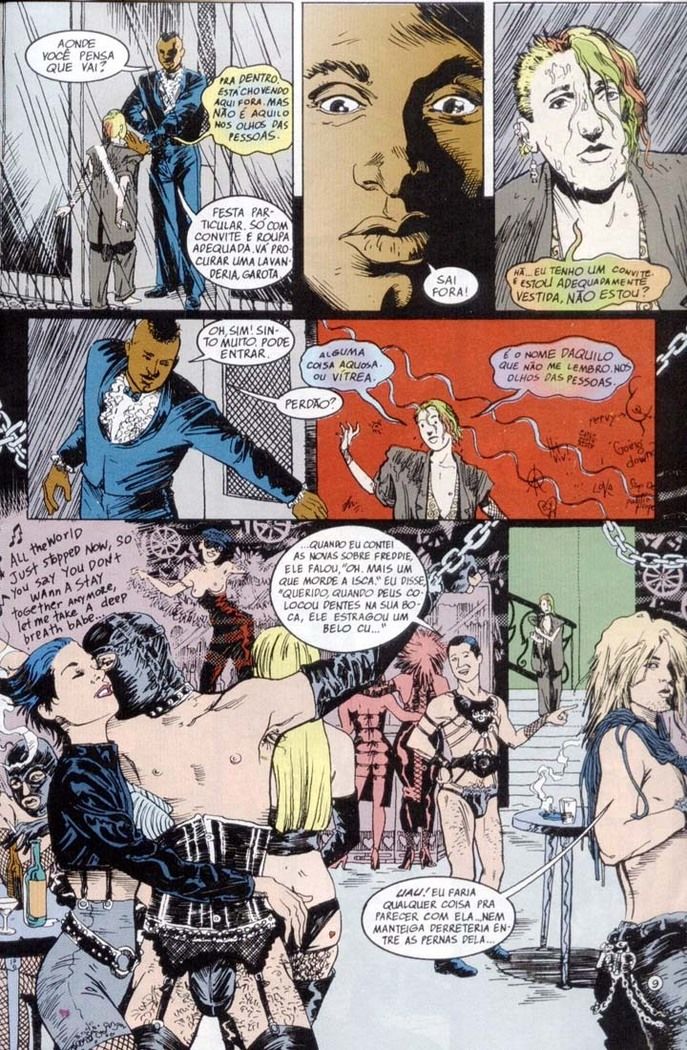 AONDE
VOCÊ PENSA
QUE VAI?
PRA DENTRO.
ESTÁ CHOVENDO
AQUI FORA. MAS
NÃO É AQUILO
NOS OLHOS DAS
PESSOAS.
FESTA PAR-
TICULAR. SÓ COM
CONVITE E ROUPA
ADEQUADA. VÁ PRO-
CURAR UMA LAVAN-
DERIA, GAROTA.
SAI
FORA!
HÃ... EU TENHO UM CONVITE.
E ESTOU ADEQUADAMENTE
VESTIDA, NÃO ESTOU?
OH, SIM! SIN-
TO MUITO. PODE
ENTRAR.
PERDÃO?
ALGUMA
COISA AQUOSA.
OU VÍTREA.
É O NOME DAQUILO
QUE NÃO ME LEMBRO. NOS
OLHOS DAS PESSOAS.
pervy
Going
down
Lola
ALL the WORLD
JUST stopped NOW, SO
you SAY YOU DON't
WANN A STAY
together ANYMORE,
let me take A deep
breath babe...
...QUANDO EU CONTEI
AS NOVAS SOBRE FREDDIE,
ELE FALOU, "OH. MAIS UM
QUE MORDE A ISCA." EU DISSE,
"QUERIDO, QUANDO DEUS CO-
LOCOU DENTES NA SUA BO-
CA, ELE ESTRAGOU UM
BELO CU..."
UAU! EU FARIA
QUALQUER COISA PRA
PARECER COM ELA... NEM
MANTEIGA DERRETERIA EN-
TRE AS PERNAS DELA...
9